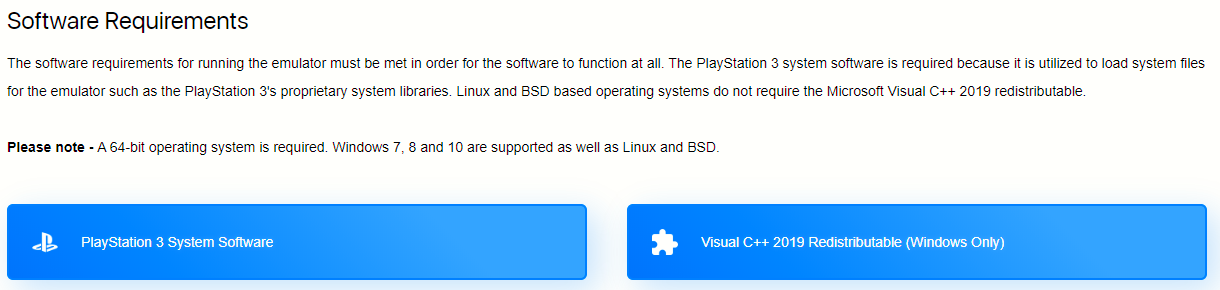 Software Requirements
The software requirements for running the emulator must be met in order for the software to function at all. The PlayStation 3 system software is required because it is utilized to load system files
for the emulator such as the PlayStation 3's proprietary system libraries. Linux and BSD based operating systems do not require the Microsoft Visual C++ 2019 redistributable.
Please note - A 64-bit operating system is required. Windows 7, 8 and 10 are supported as well as Linux and BSD.
PlayStation 3 System Software
Visual C++ 2019 Redistributable (Windows Only)